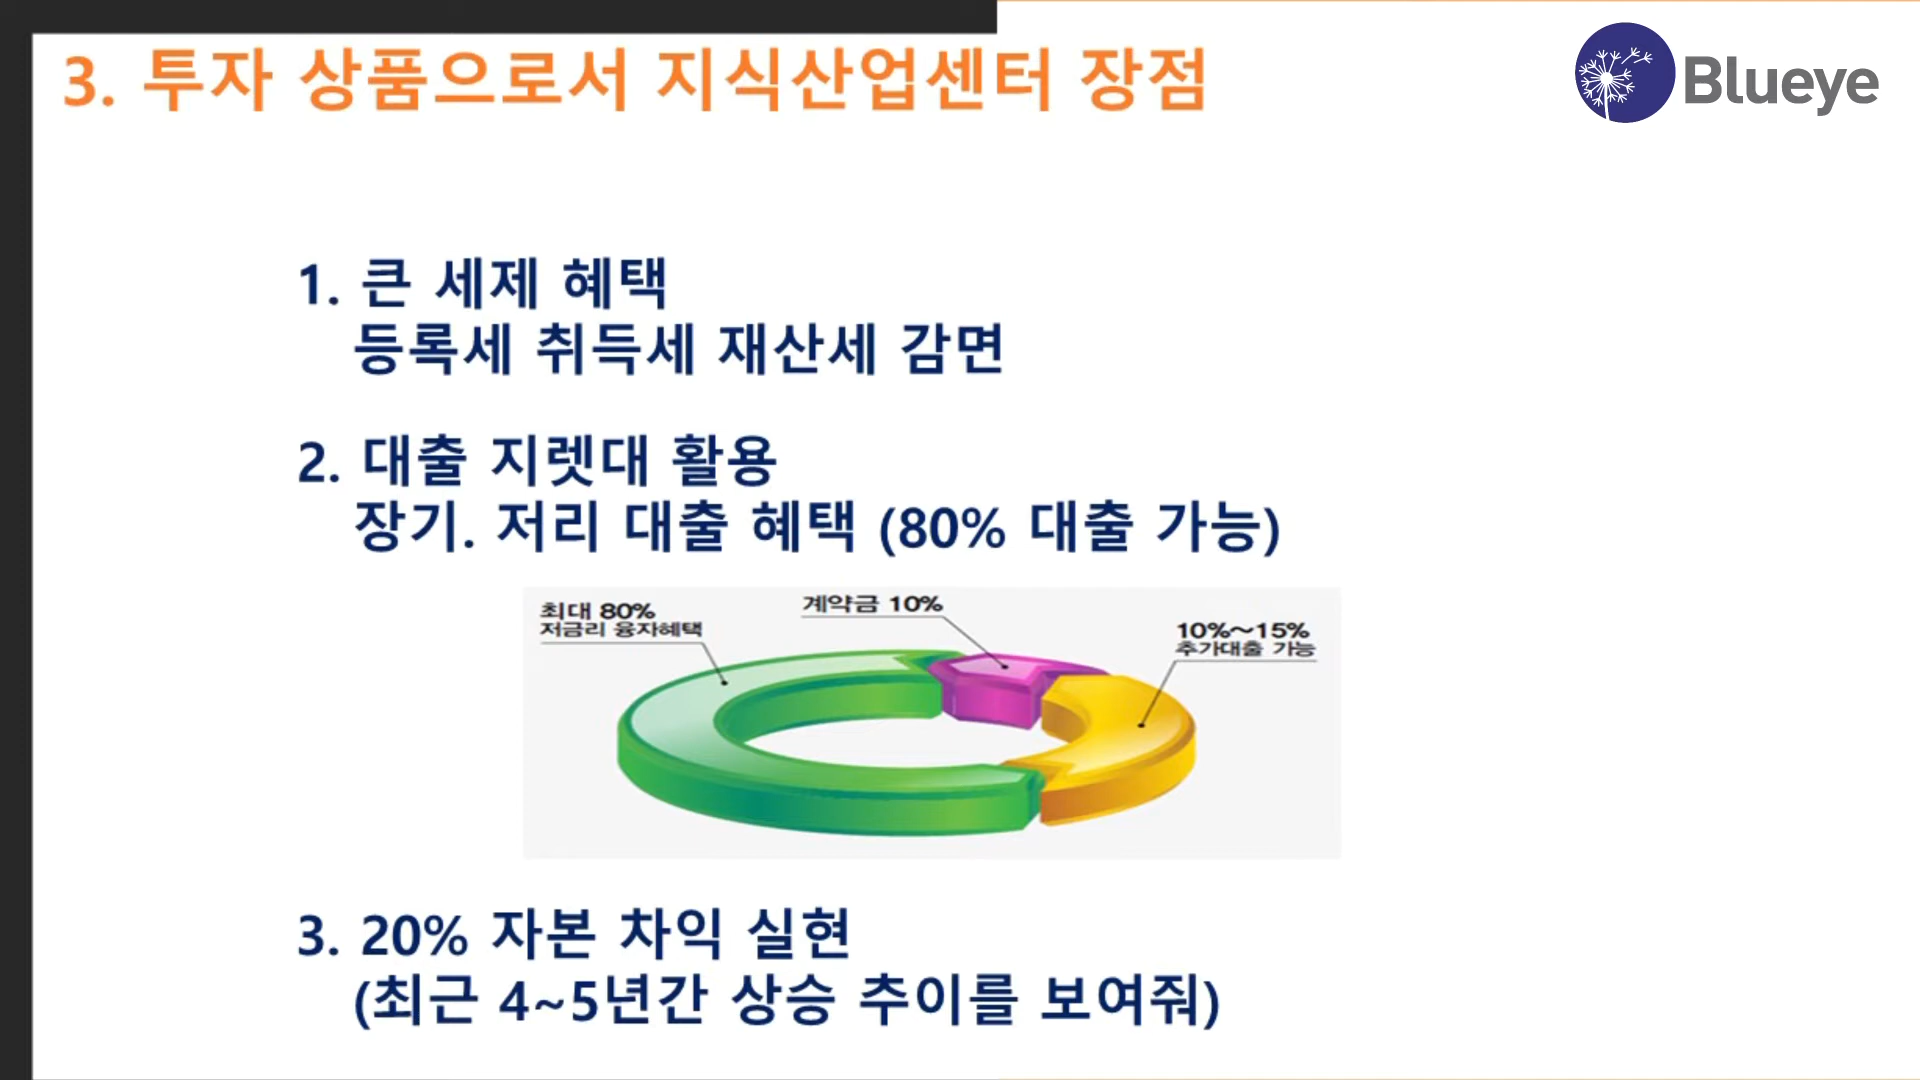 3. 투자 상품으로서 지식산업센터 장점
Blueye
1. 큰 세제 혜택
등록세 취득세 재산세 감면
2. 대출 지렛대 활용
장기. 저리 대출 혜택 (80% 대출 가능)
최대 80%
저금리 융자혜택
계약금 10%
10%~15%
추가대출 가능
3. 20% 자본 차익 실현
(최근 4~5년간 상승 추이를 보여줘)